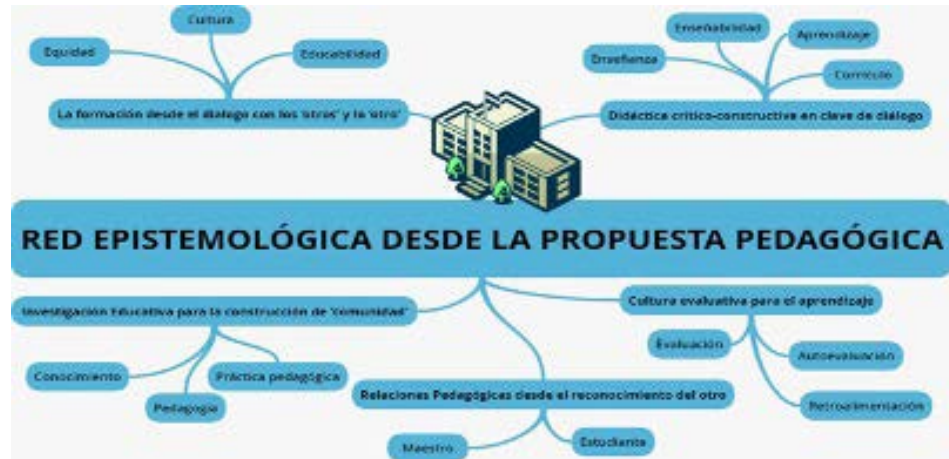 Cultura
Equidad
Educabilidad
La formación desde el dialogo con los 'otros' y lo 'otro'
Enseñabilidad
Aprendizaje
Enseñanza
Currículo
Didáctica crítico-constructiva en clave de diálogo
RED EPISTEMOLÓGICA DESDE LA PROPUESTA PEDAGÓGICA
Investigación Educativa para la construcción de 'comunidad'
Conocimiento
Práctica pedagógica
Pedagogía
Relaciones Pedagógicas desde el reconocimiento del otro
Maestro
Estudiante
Cultura evaluativa para el aprendizaje
Evaluación
Autoevaluación
Retroalimentación